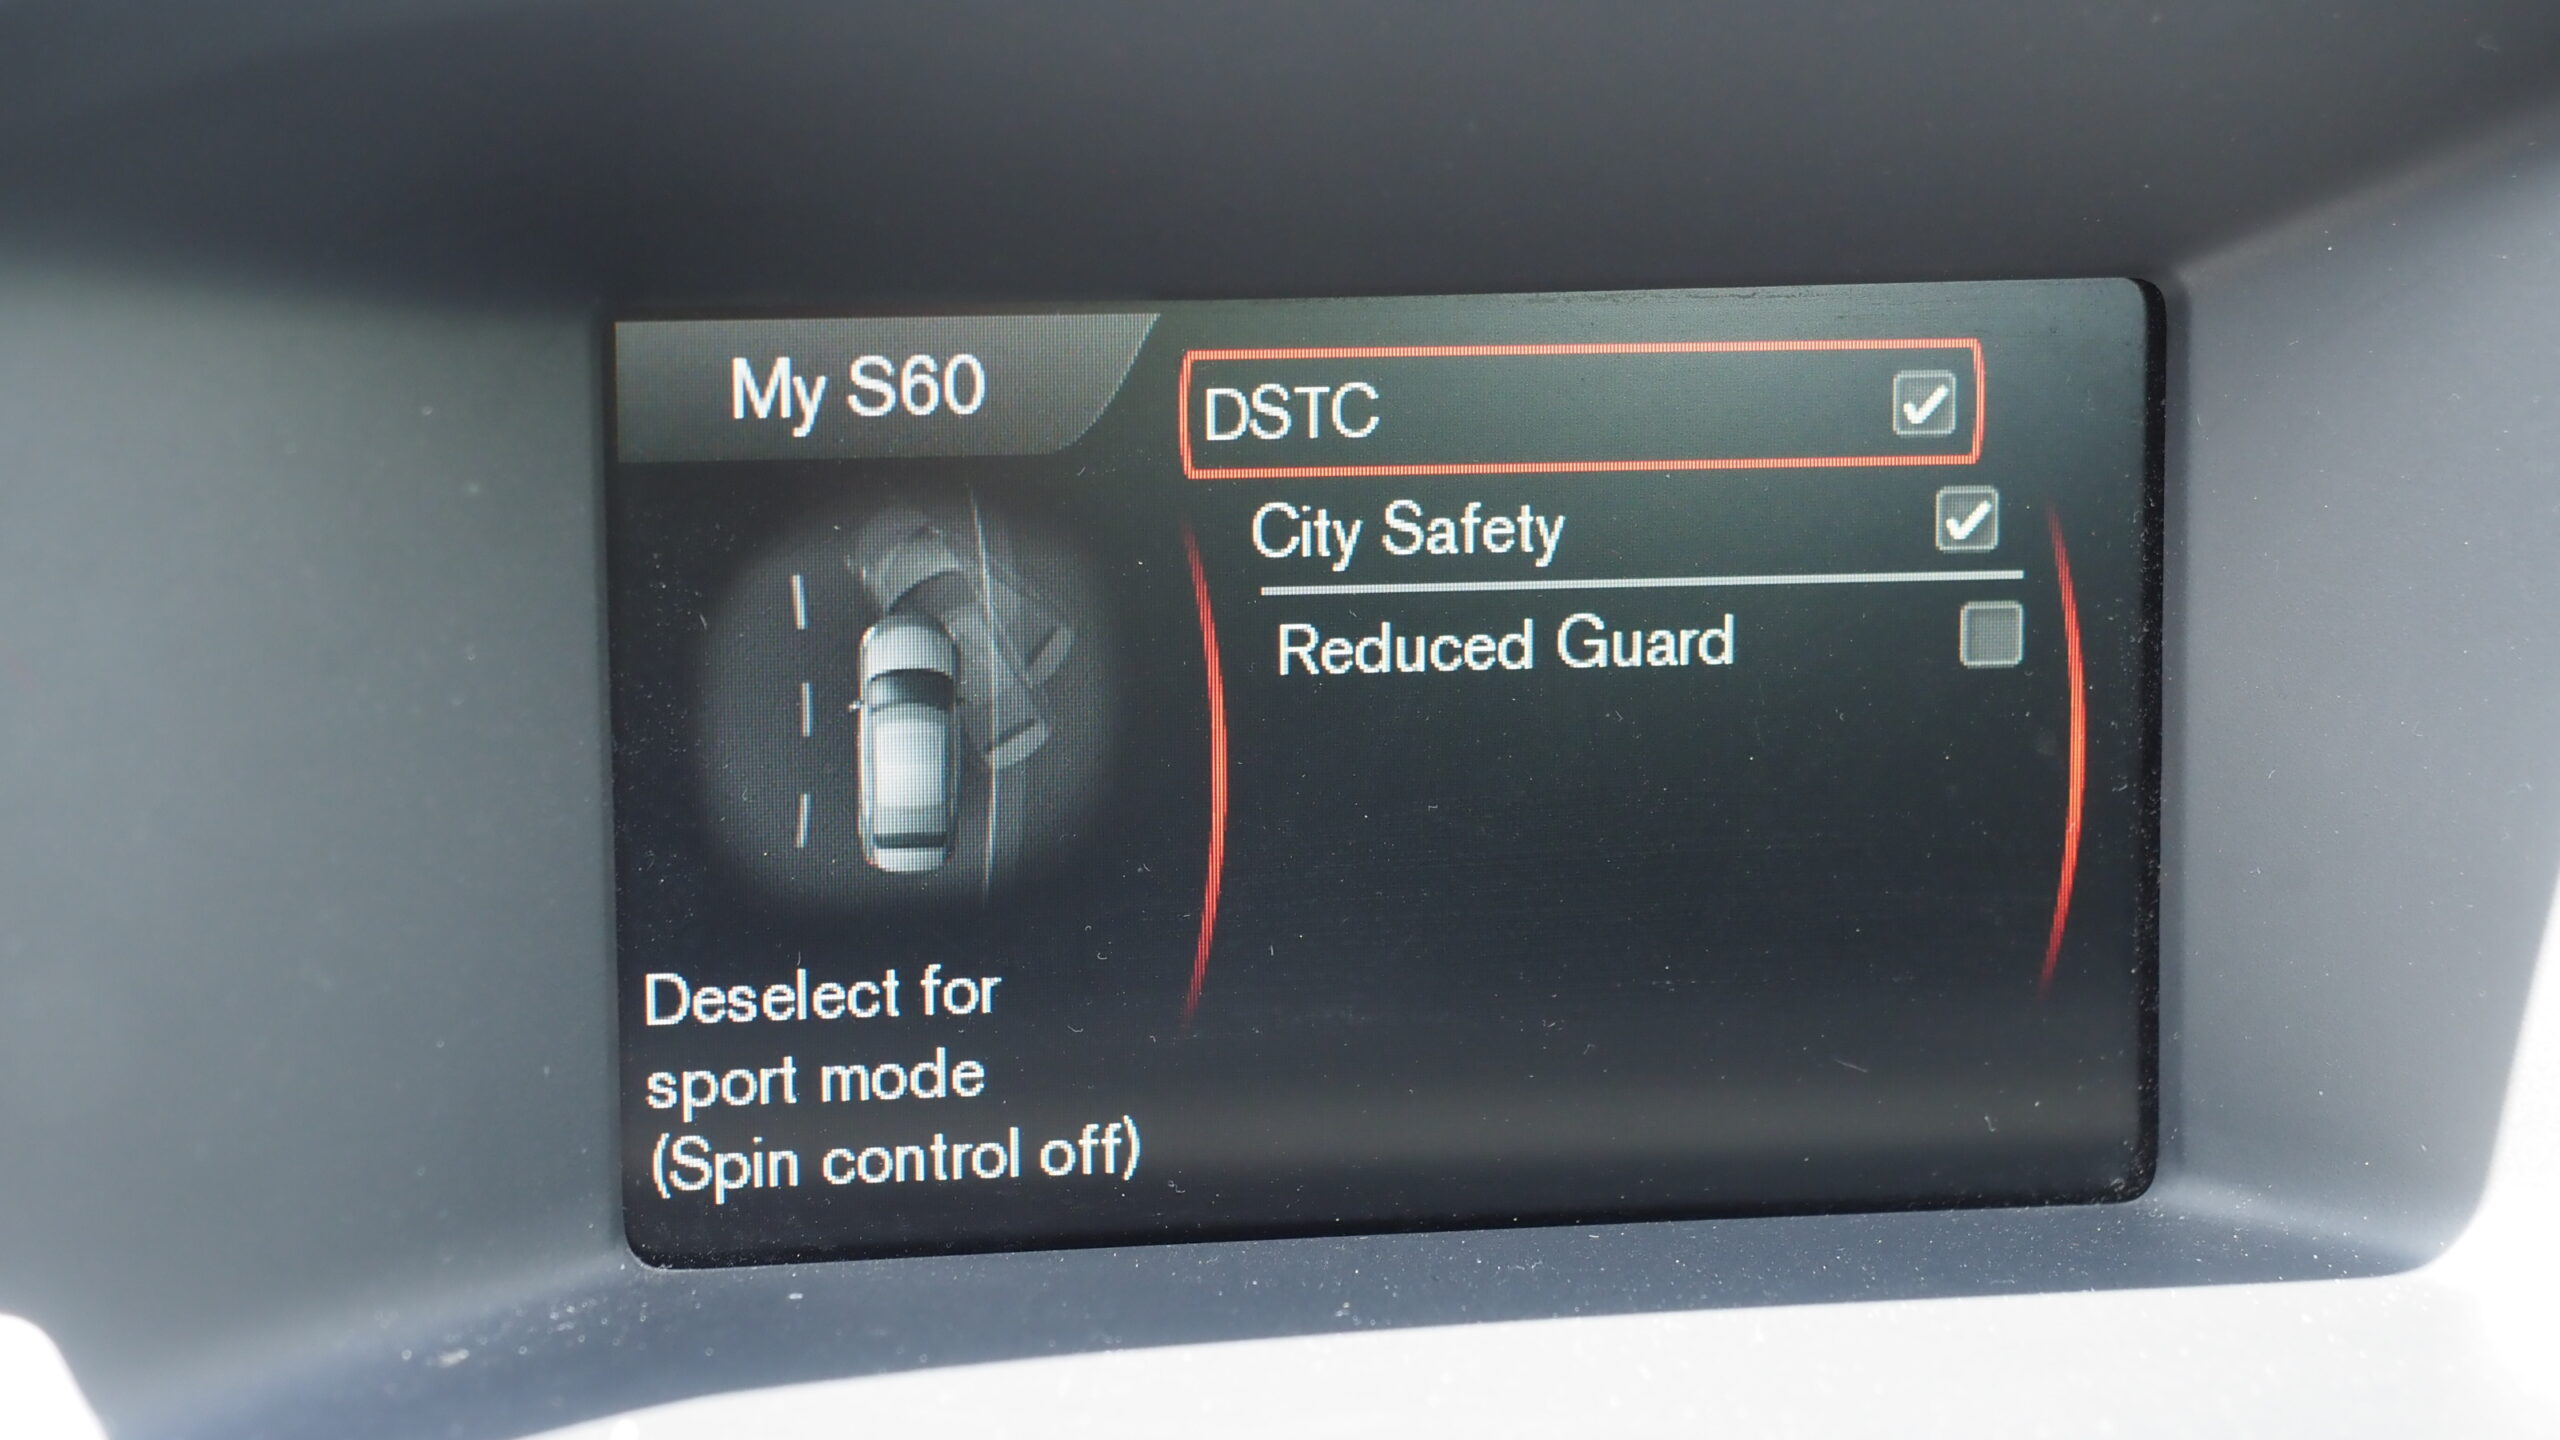 My S60
DSTC
City Safety
Reduced Guard
Deselect for
sport mode
(Spin control off)